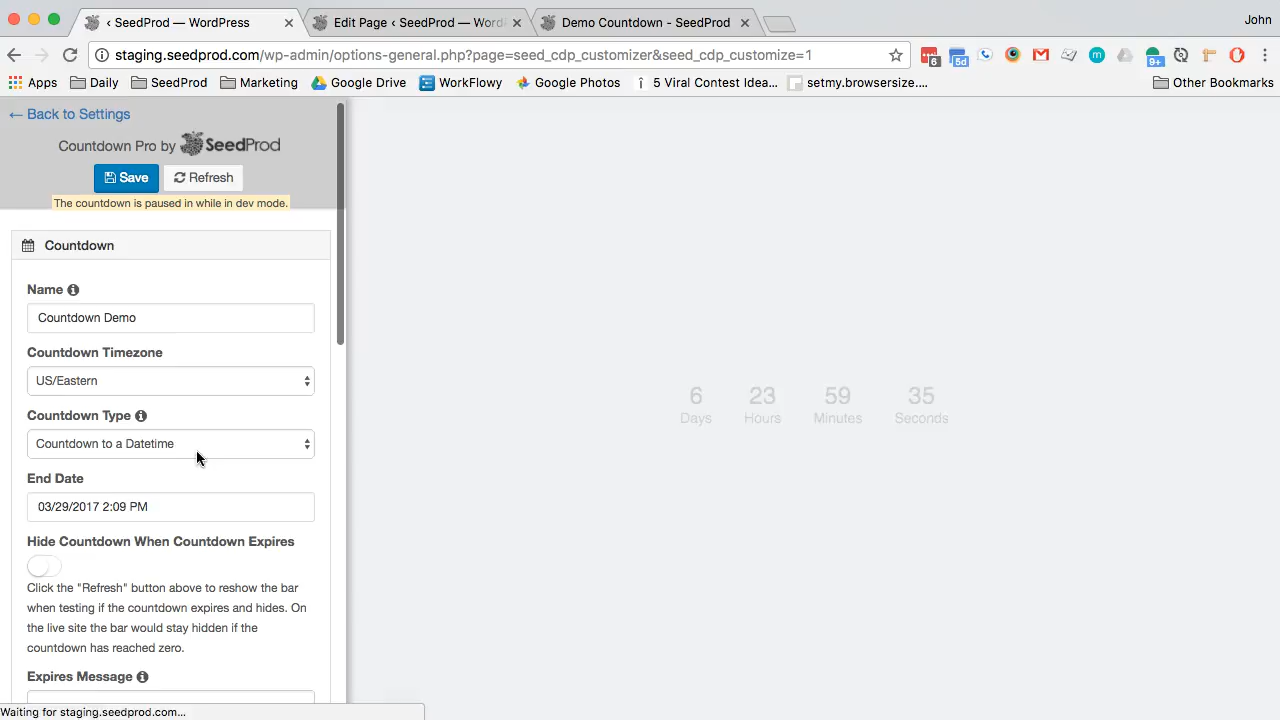 ‹ SeedProd — WordPress
Edit Page ‹ SeedProd — Word
Demo Countdown - SeedProd
John
staging.seedprod.com/wp-admin/options-general.php?page=seed_cdp_customizer&seed_cdp_customize=1
6
5d
9+
Apps
Daily
SeedProd
Marketing
Google Drive
WorkFlowy
Google Photos
5 Viral Contest Idea...
setmy.browsersize....
Other Bookmarks
← Back to Settings
Countdown Pro by SeedProd
Save
Refresh
The countdown is paused in while in dev mode.
Countdown
Name
Countdown Demo
Countdown Timezone
US/Eastern
Countdown Type
Countdown to a Datetime
End Date
03/29/2017 2:09 PM
Hide Countdown When Countdown Expires
Click the "Refresh" button above to reshow the bar
when testing if the countdown expires and hides. On
the live site the bar would stay hidden if the
countdown has reached zero.
Expires Message
6 23 59 35
Days Hours Minutes Seconds
Waiting for staging.seedprod.com...